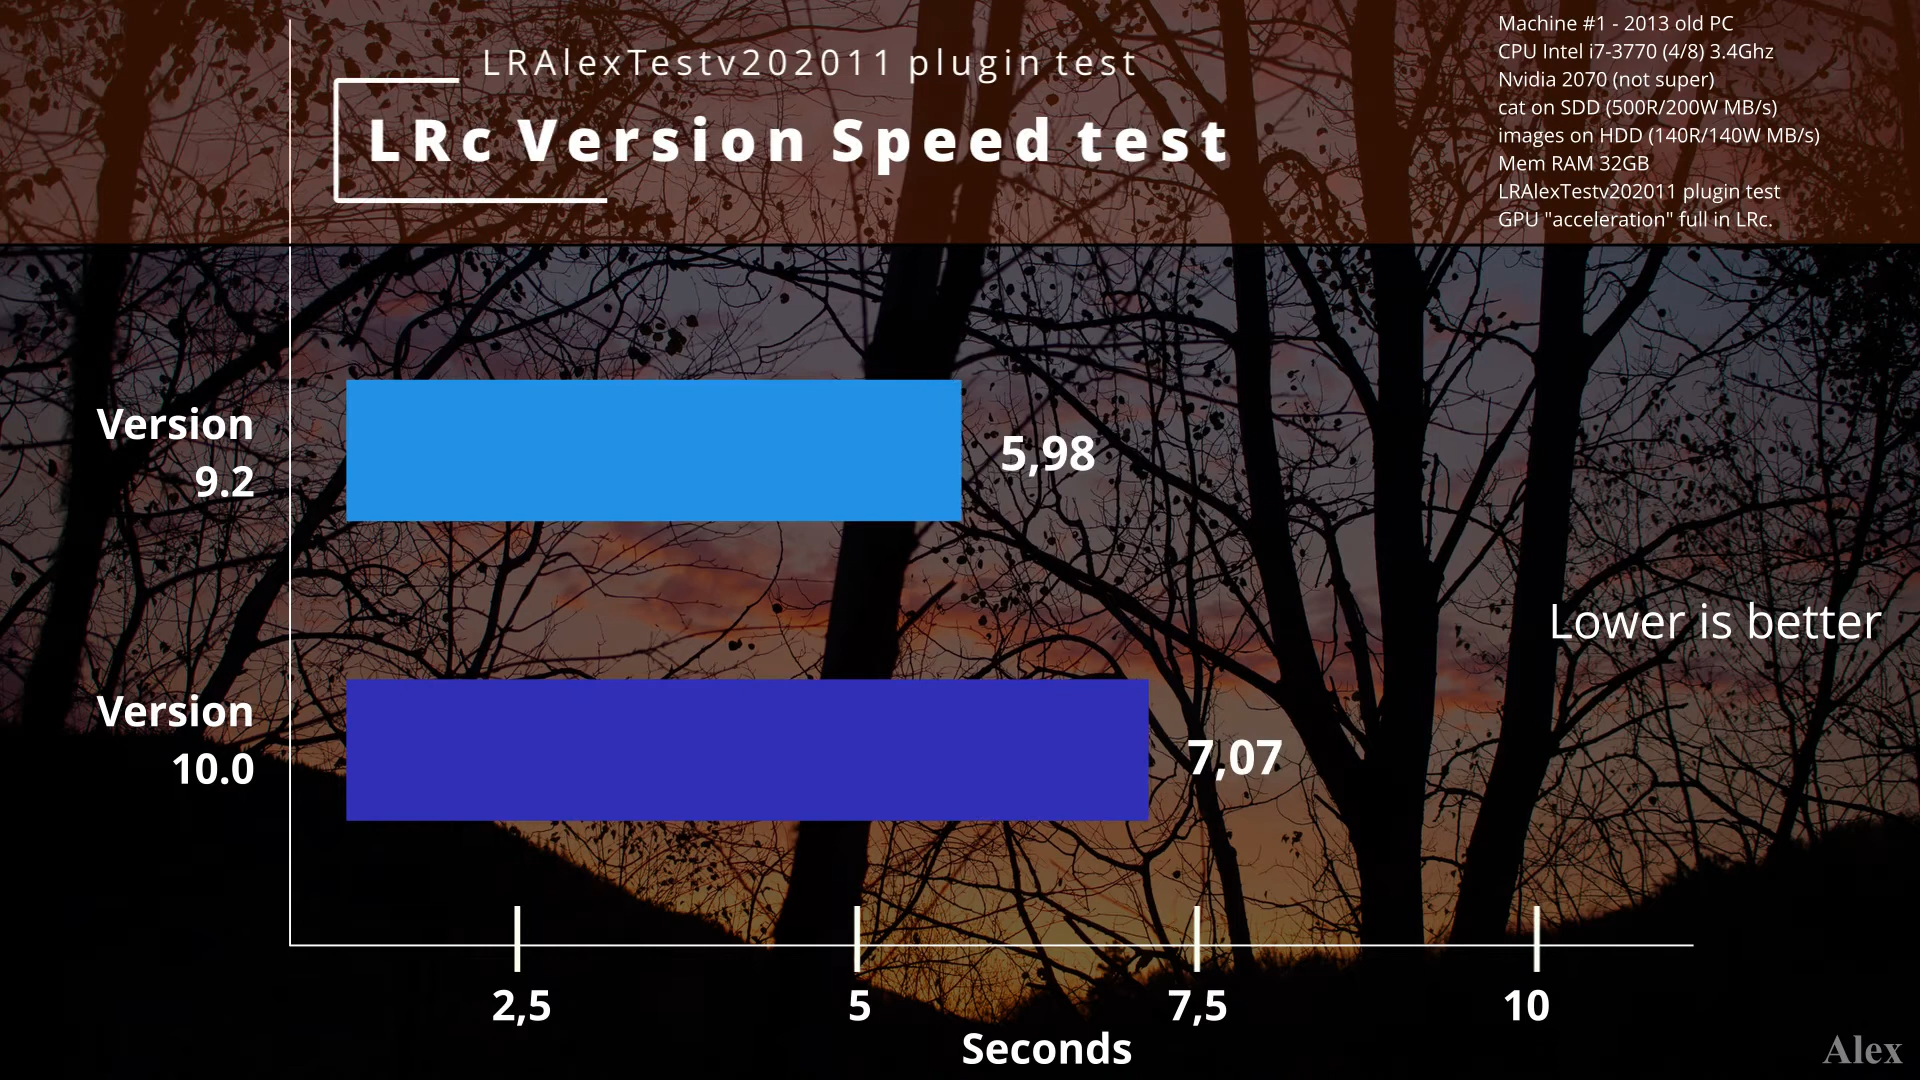 LRAlexTestv202011 plugin test
LRc Version Speed test
Machine #1 - 2013 old PC
CPU Intel i7-3770 (4/8) 3.4Ghz
Nvidia 2070 (not super)
cat on SDD (500R/200W MB/s)
images on HDD (140R/140W MB/s)
Mem RAM 32GB
LRAlexTestv202011 plugin test
GPU "acceleration" full in LRc.
Version
9.2
5,98
Lower is better
Version
10.0
7,07
2,5
5
7,5
10
Seconds
Alex